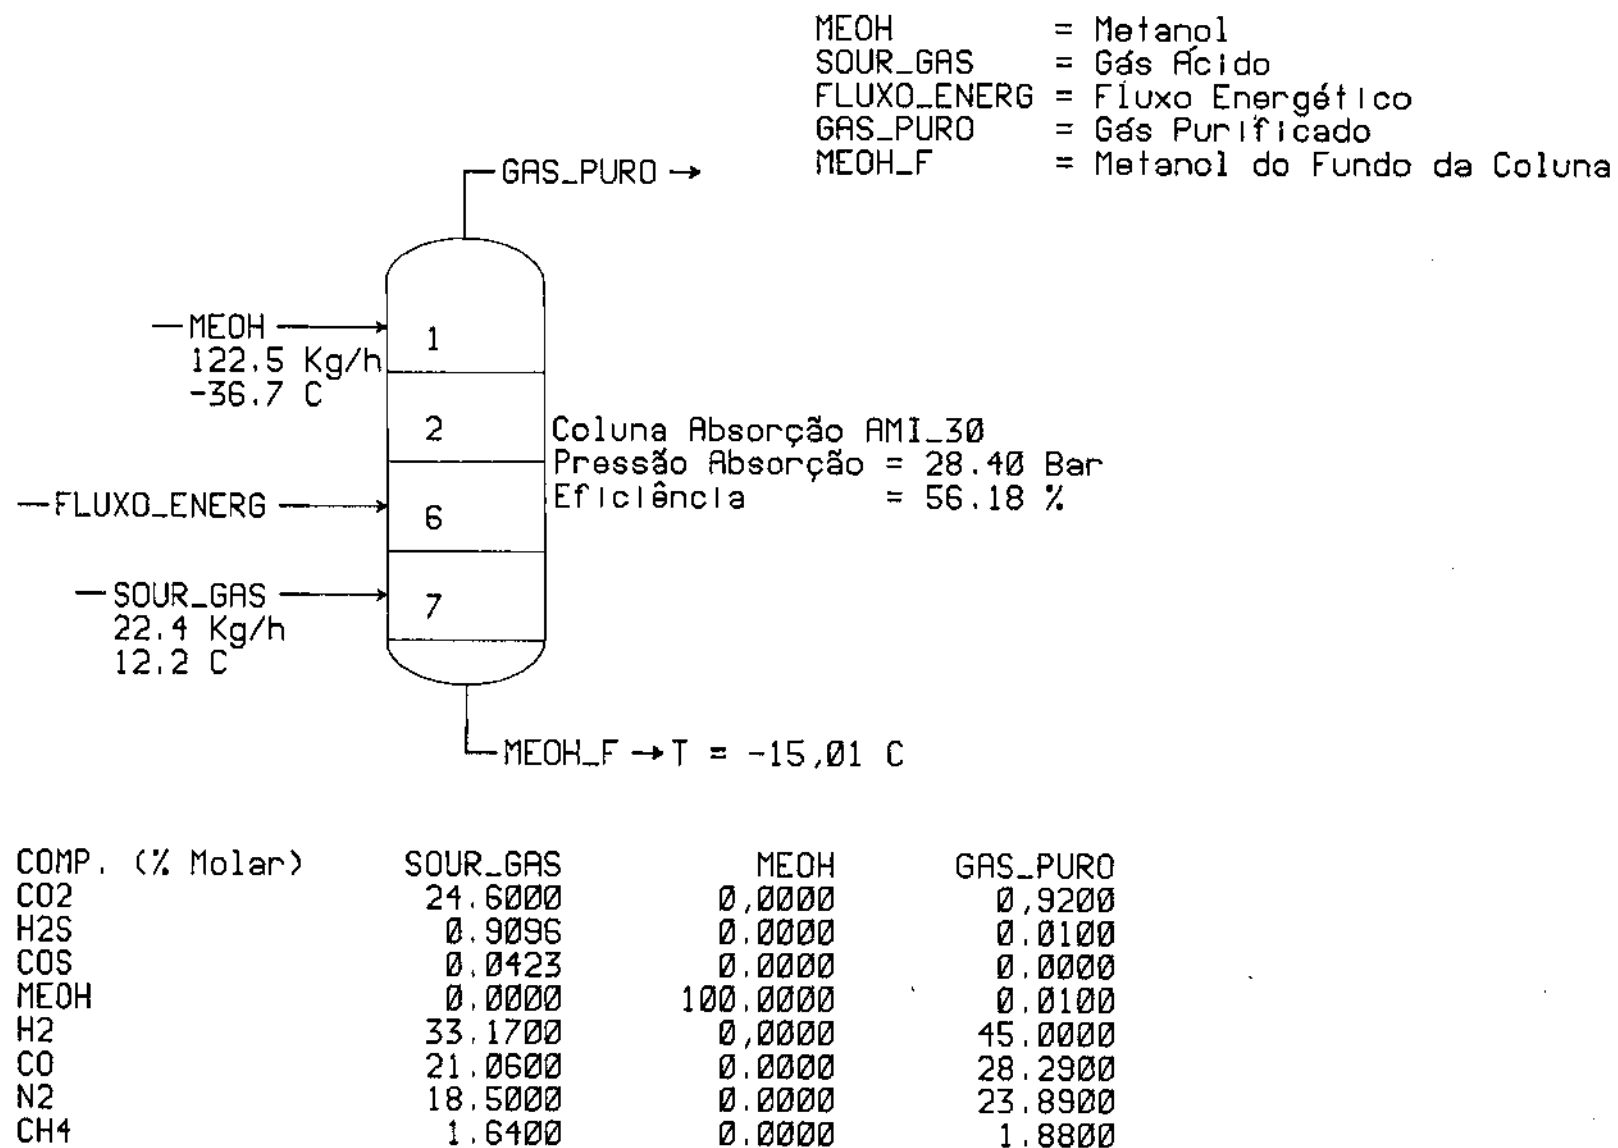 MEOH = Metanol
SOUR_GAS = Gás Ácido
FLUXO_ENERG = Fluxo Energético
GAS_PURO = Gás Purificado
MEOH_F = Metanol do Fundo da Coluna
GAS_PURO →
MEOH
122.5 Kg/h
-36.7 C
1
2
Coluna Absorção AMI_30
Pressão Absorção = 28.40 Bar
Eficiência = 56.18 %
FLUXO_ENERG
6
SOUR_GAS
22.4 Kg/h
12.2 C
7
MEOH_F → T = -15,01 C
COMP. (% Molar) SOUR_GAS MEOH GAS_PURO
CO2 24.6000 0,0000 0,9200
H2S 0.9096 0.0000 0.0100
COS 0.0423 0.0000 0.0000
MEOH 0.0000 100.0000 0.0100
H2 33.1700 0,0000 45.0000
CO 21.0600 0.0000 28.2900
N2 18.5000 0.0000 23.8900
CH4 1.6400 0.0000 1.8800